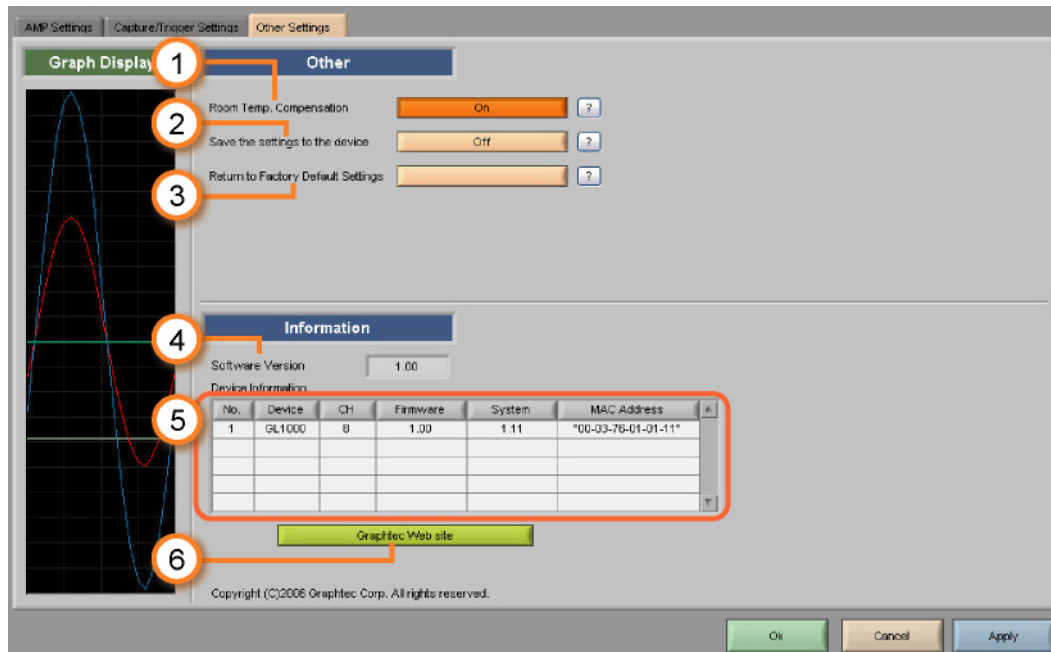 AMP Settings Capture/Trigger Settings Other Settings
Graph Display 1 Other
Room Temp. Compensation On ?
2
Save the settings to the device Off ?
Return to Factory Default Settings ?
3
Information
4
Software Version 1.00
Device Information
5
No. Device CH Firmware System MAC Address
1 GL1000 8 1.00 1.11 "00-03-76-01-01-11"
Graphtec Web site
6
Copyright (C)2006 Graphtec Corp. All rights reserved.
Ok Cancel Apply